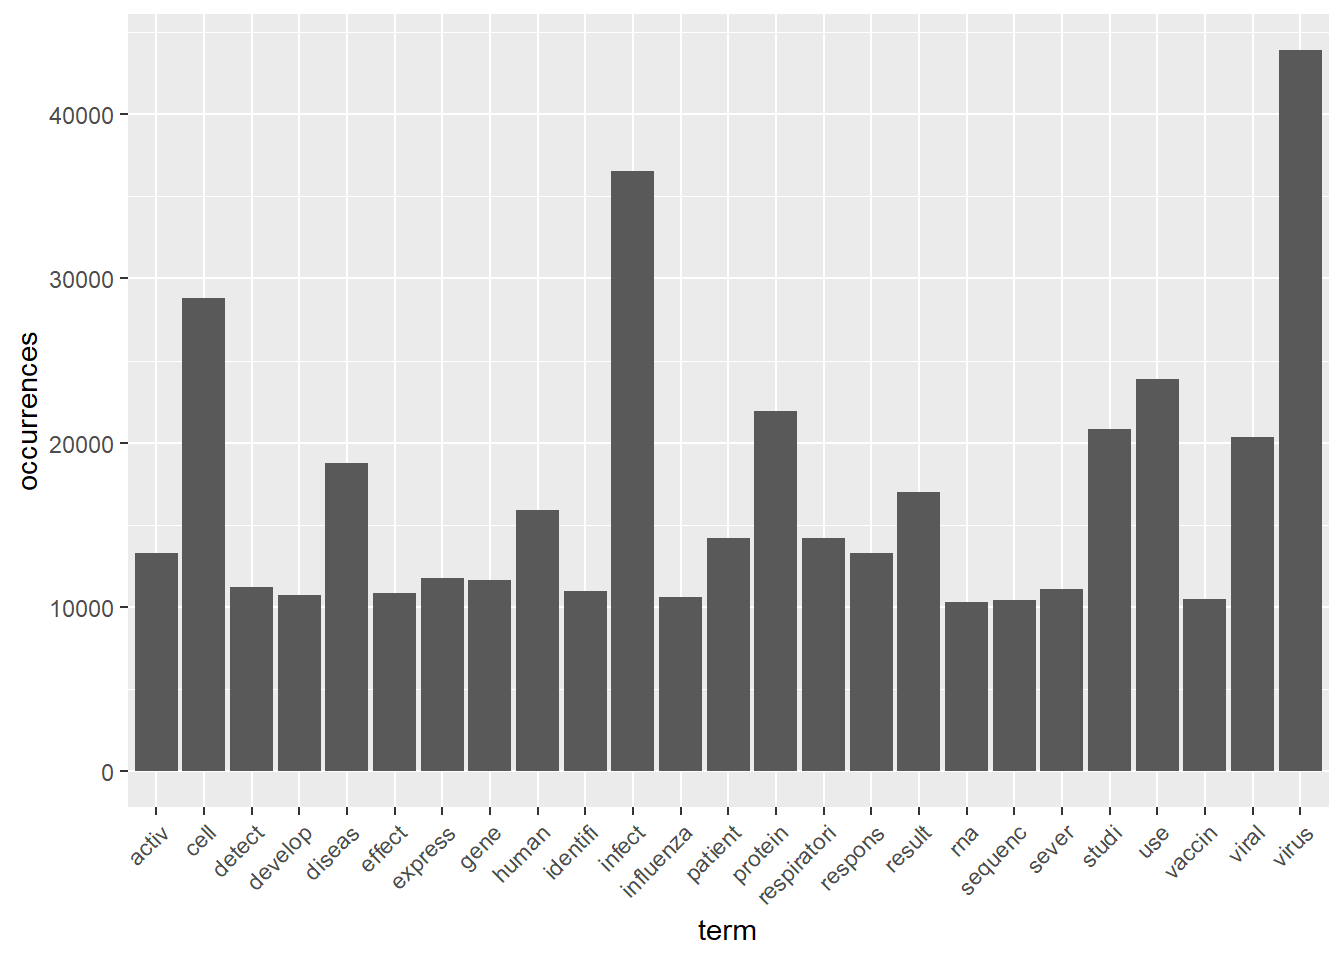 occurrences
40000
30000
20000
10000
0
activ
cell
detect
develop
diseas
effect
express
gene
human
identifi
infect
influenza
patient
protein
respiratori
respons
result
rna
sequenc
sever
studi
use
vaccin
viral
virus
term